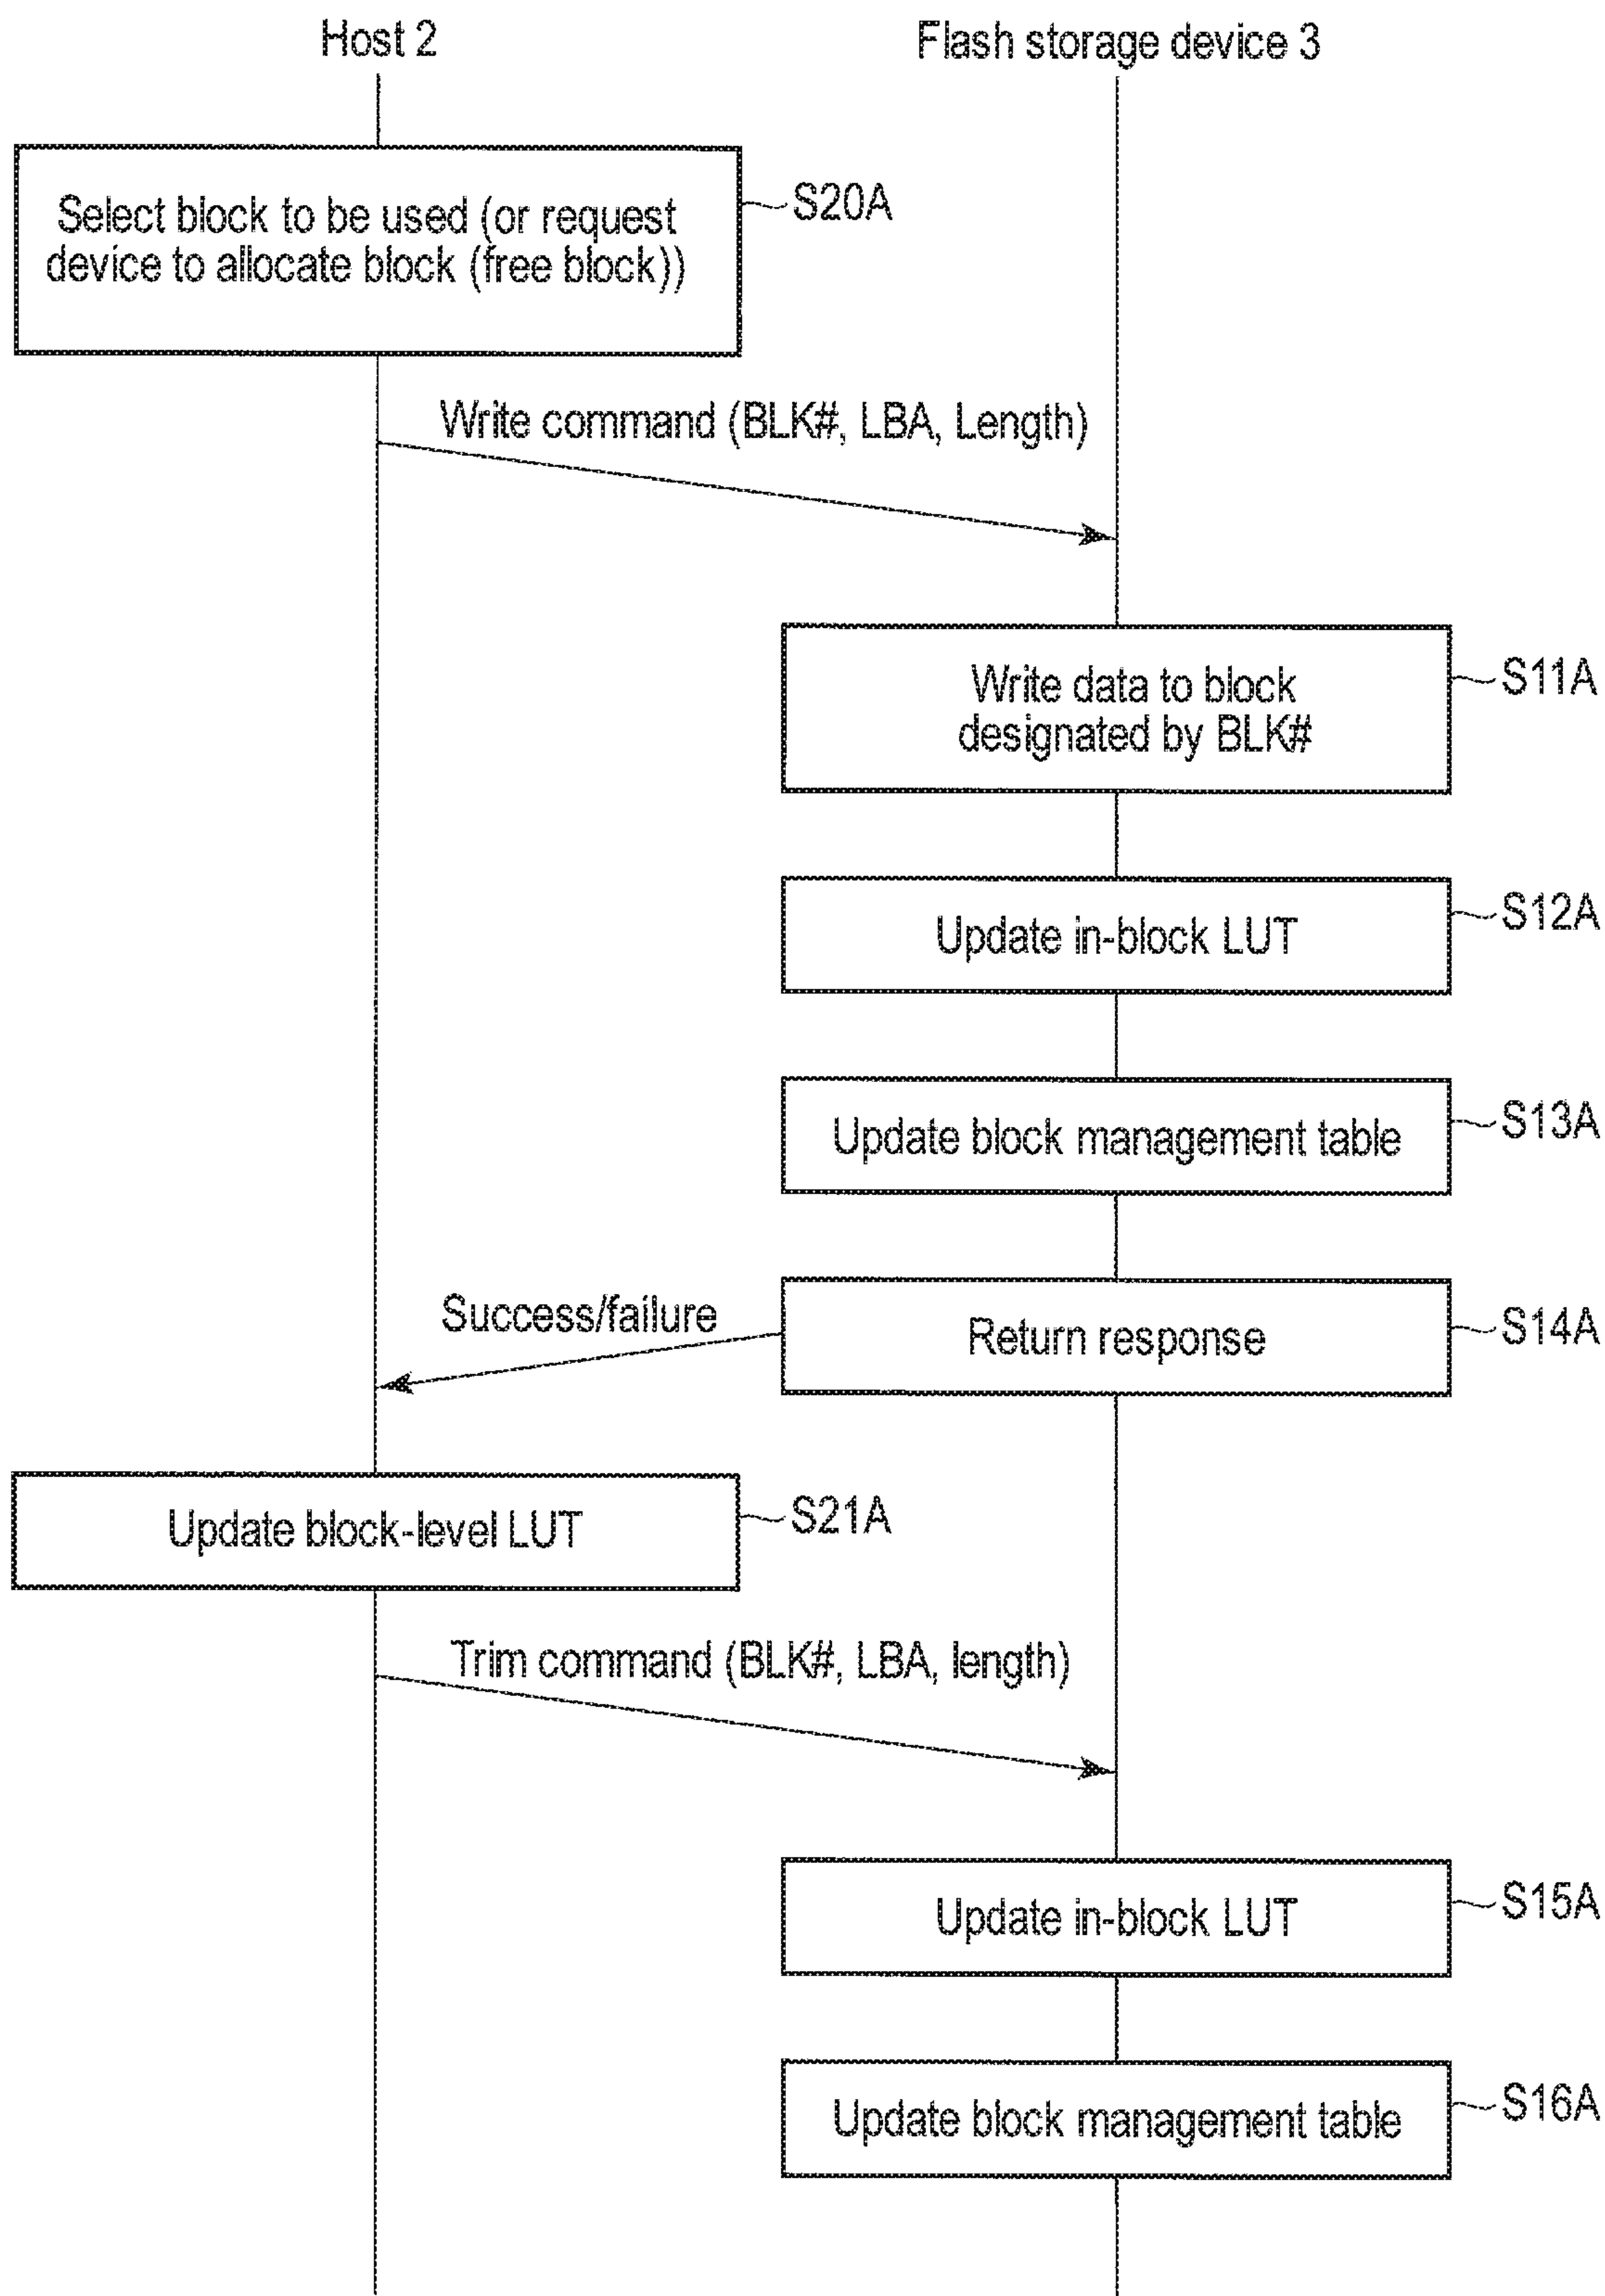 Host 2
Flash storage device 3
Select block to be used (or request
device to allocate block (free block))
S20A
Write command (BLK#, LBA, Length)
Write data to block
designated by BLK#
S11A
Update in-block LUT
S12A
Update block management table
S13A
Success/failure
Return response
S14A
Update block-level LUT
S21A
Trim command (BLK#, LBA, length)
Update in-block LUT
S15A
Update block management table
S16A